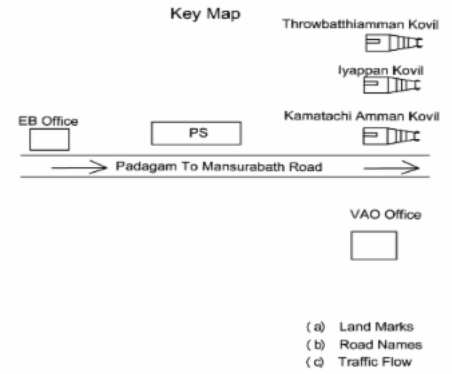 Key Map
Throwbatthiamman Kovil
Iyappan Kovil
Kamatachi Amman Kovil
EB Office
PS
Padagam To Mansurabath Road
VAO Office
(a) Land Marks
(b) Road Names
(c) Traffic Flow